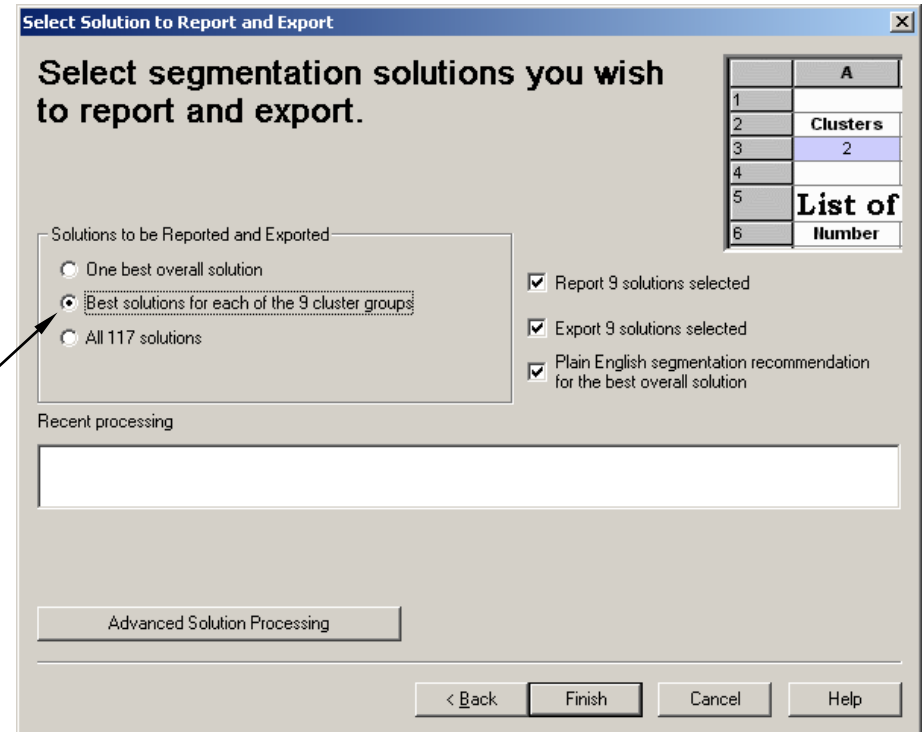 Select Solution to Report and Export
Select segmentation solutions you wish
to report and export.
A
1
2 Clusters
3 2
4
5 List of
6 Number
Solutions to be Reported and Exported
One best overall solution
Best solutions for each of the 9 cluster groups
All 117 solutions
Report 9 solutions selected
Export 9 solutions selected
Plain English segmentation recommendation
for the best overall solution
Recent processing
Advanced Solution Processing
< Back
Finish
Cancel
Help